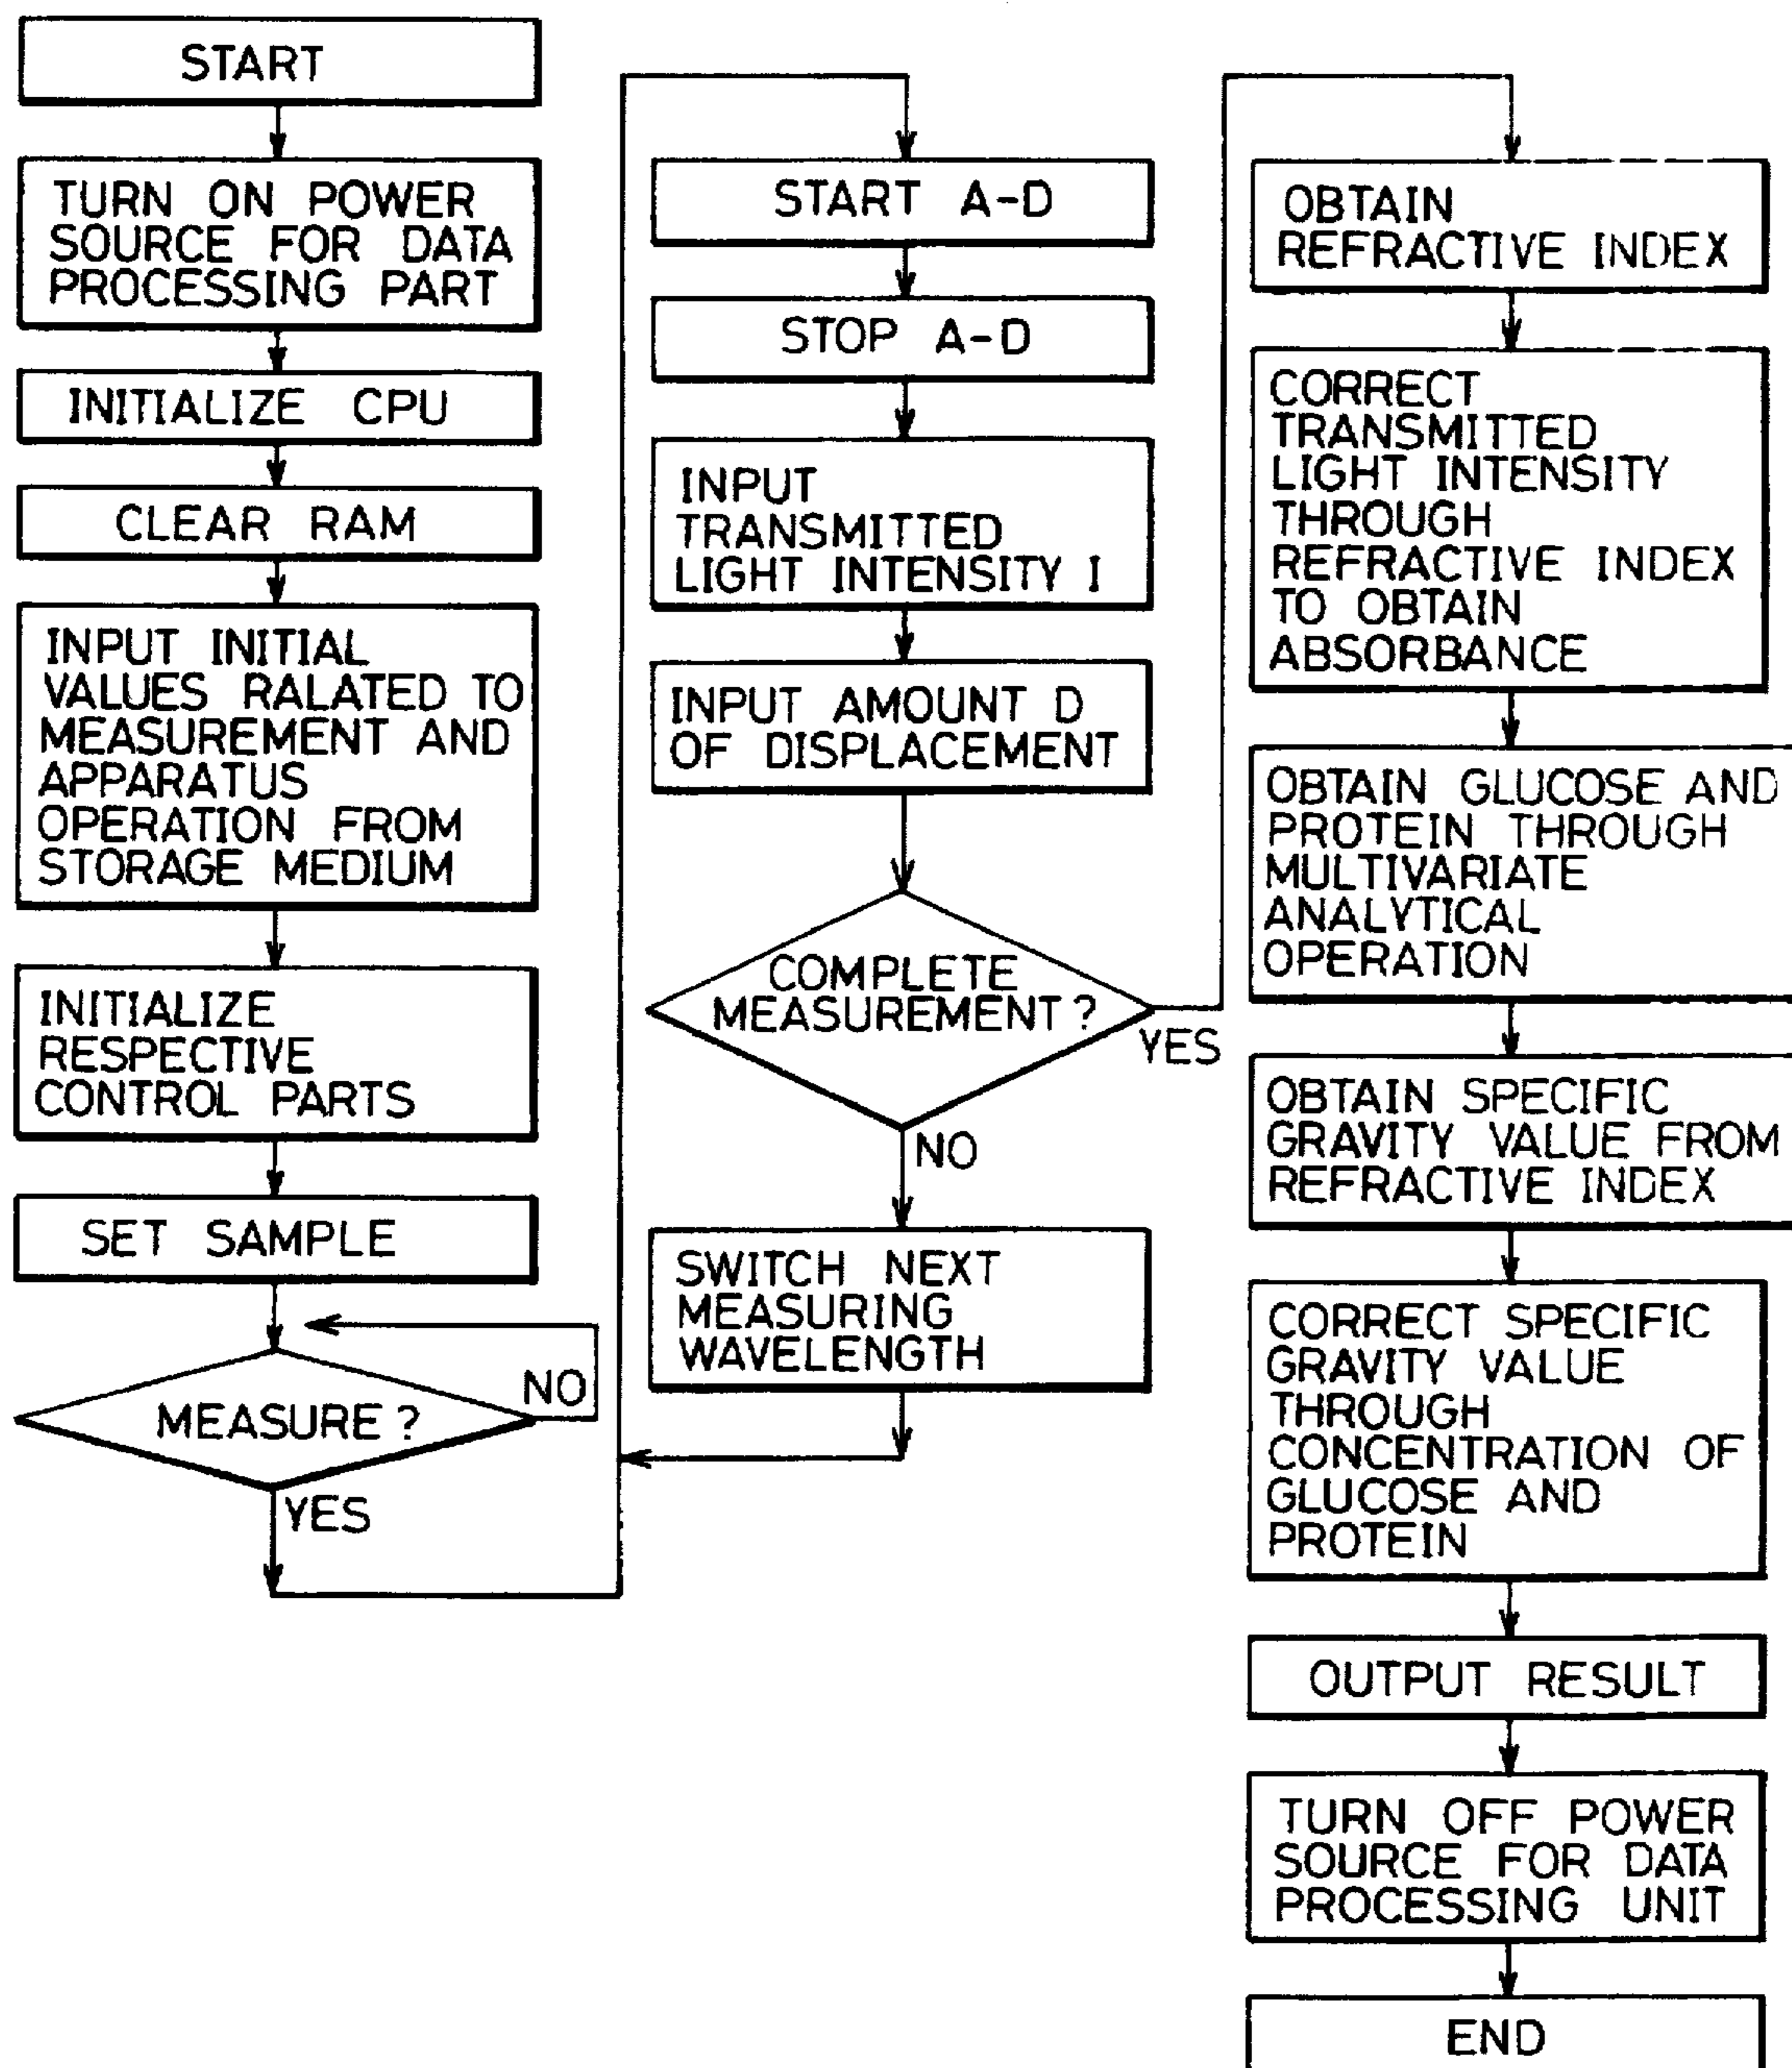 START
TURN ON POWER
SOURCE FOR DATA
PROCESSING PART
INITIALIZE CPU
CLEAR RAM
INPUT INITIAL
VALUES RALATED TO
MEASUREMENT AND
APPARATUS
OPERATION FROM
STORAGE MEDIUM
INITIALIZE
RESPECTIVE
CONTROL PARTS
SET SAMPLE
MEASURE?
NO
YES
START A-D
STOP A-D
INPUT
TRANSMITTED
LIGHT INTENSITY I
INPUT AMOUNT D
OF DISPLACEMENT
COMPLETE
MEASUREMENT?
YES
NO
SWITCH NEXT
MEASURING
WAVELENGTH
OBTAIN
REFRACTIVE INDEX
CORRECT
TRANSMITTED
LIGHT INTENSITY
THROUGH
REFRACTIVE INDEX
TO OBTAIN
ABSORBANCE
OBTAIN GLUCOSE AND
PROTEIN THROUGH
MULTIVARIATE
ANALYTICAL
OPERATION
OBTAIN SPECIFIC
GRAVITY VALUE FROM
REFRACTIVE INDEX
CORRECT SPECIFIC
GRAVITY VALUE
THROUGH
CONCENTRATION OF
GLUCOSE AND
PROTEIN
OUTPUT RESULT
TURN OFF POWER
SOURCE FOR DATA
PROCESSING UNIT
END